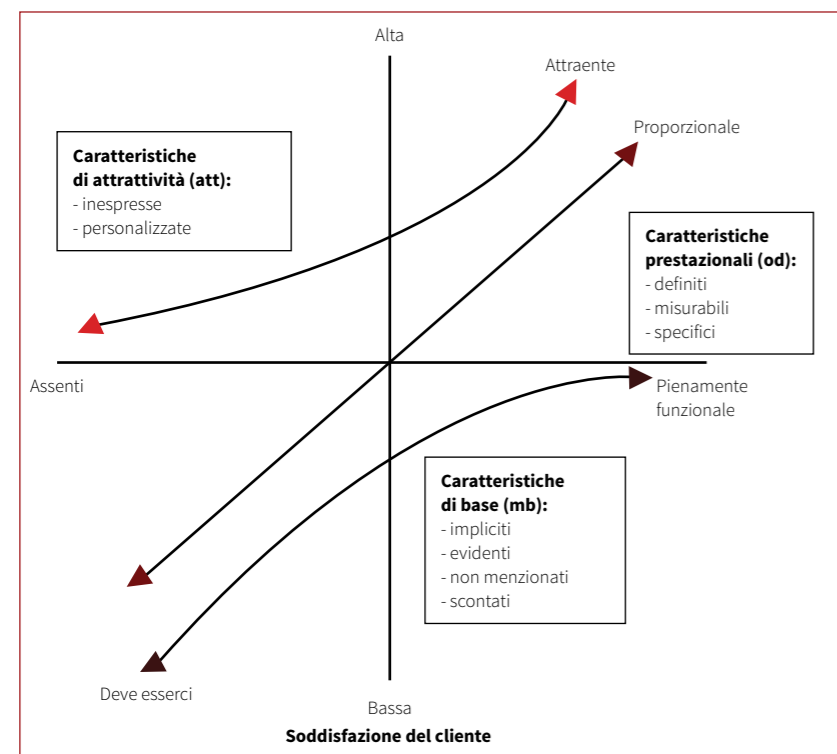 Alta
Attraente
Proporzionale
Caratteristiche
di attrattività (att):
- inespresse
- personalizzate
Caratteristiche
prestazionali (od):
- definiti
- misurabili
- specifici
Assenti
Pienamente
funzionale
Caratteristiche
di base (mb):
- impliciti
- evidenti
- non menzionati
- scontati
Deve esserci
Bassa
Soddisfazione del cliente